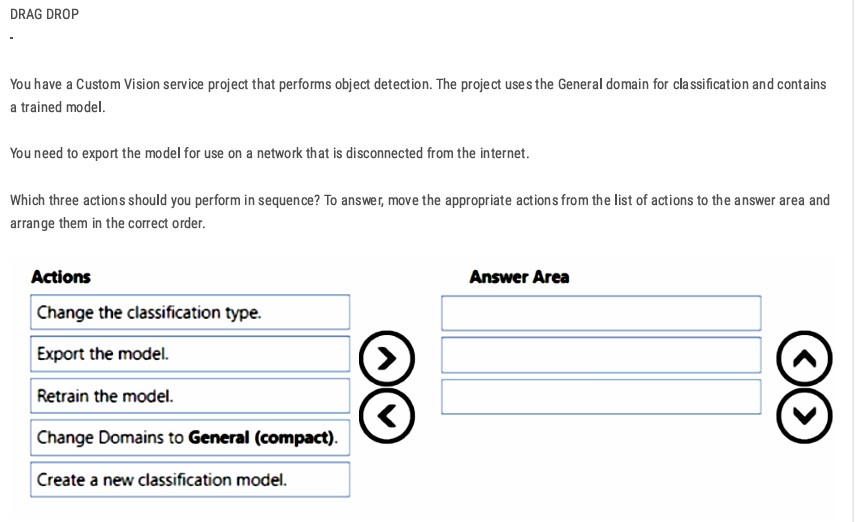 DRAG DROP
-
You have a Custom Vision service project that performs object detection. The project uses the General domain for classification and contains
a trained model.
You need to export the model for use on a network that is disconnected from the internet.
Which three actions should you perform in sequence? To answer, move the appropriate actions from the list of actions to the answer area and
arrange them in the correct order.
Actions
Answer Area
Change the classification type.
Export the model.
Retrain the model.
Change Domains to General (compact).
Create a new classification model.